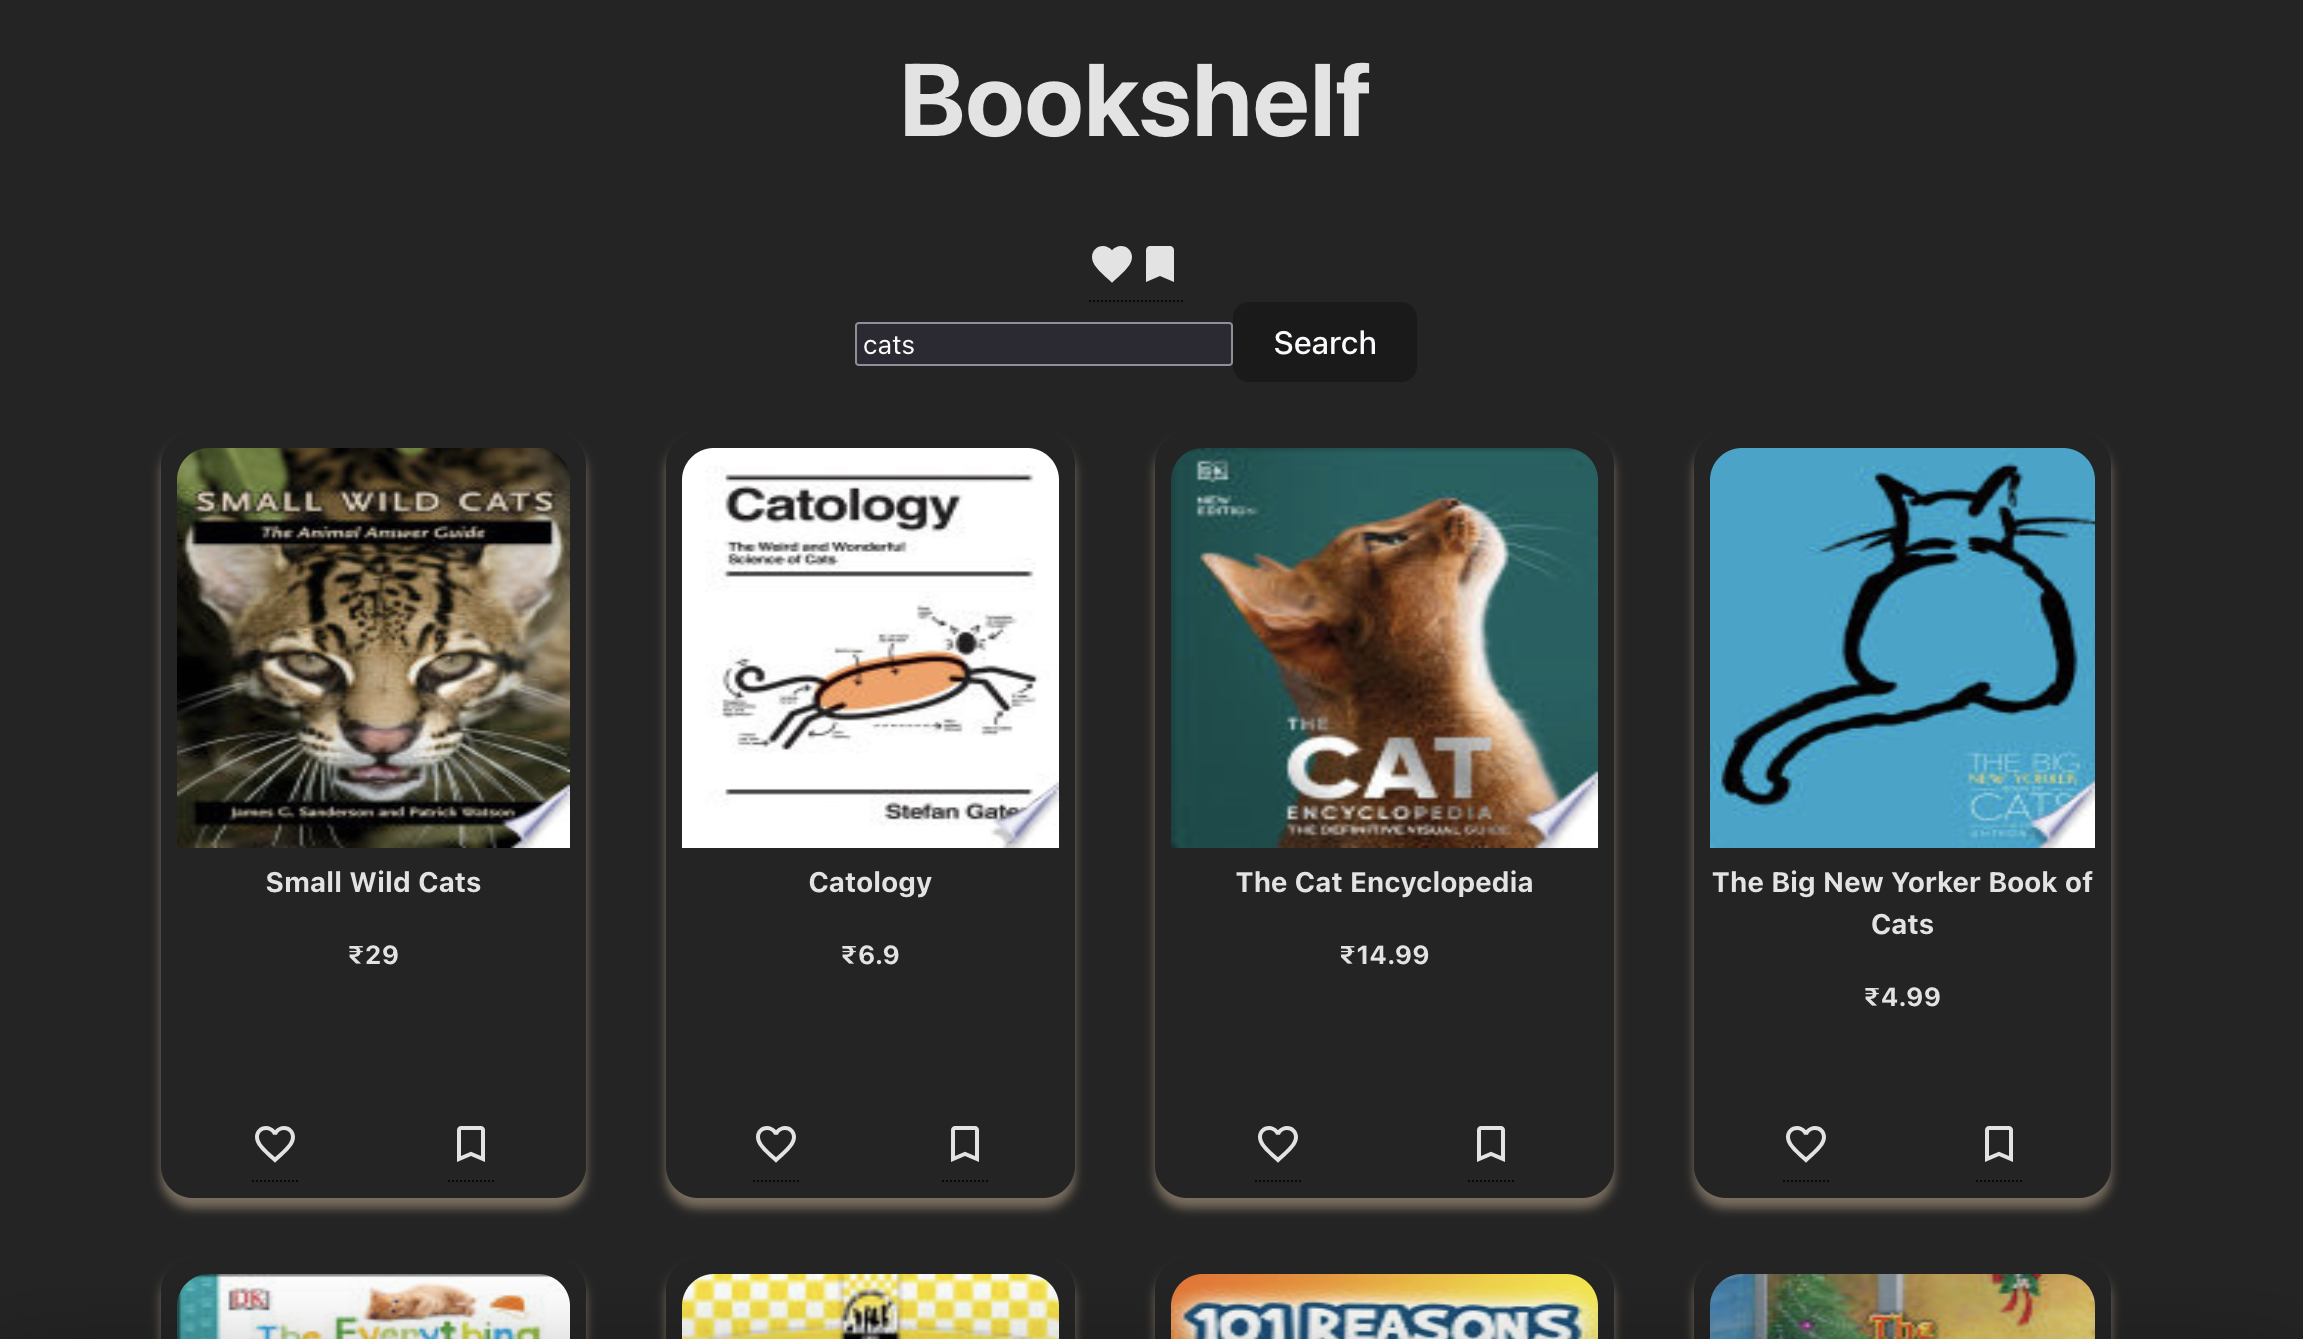 Bookshelf
cats
Search
SMALL WILD CATS
The Animal Answer Guide
James G. Sanderson and Patrick Watson
Small Wild Cats
₹29
Catology
The Weird and Wonderful
Science of Cats
Stefan
Catology
₹6.9
DK
NEW
EDITION
THE
CAT
ENCYCLOPEDIA
THE DEFINITIVE VISUAL GUIDE
The Cat Encyclopedia
₹14.99
THE BIG
NEW YORKER
CATS
The Big New Yorker Book of
Cats
₹4.99
DK
The Everything
101 REASONS
The